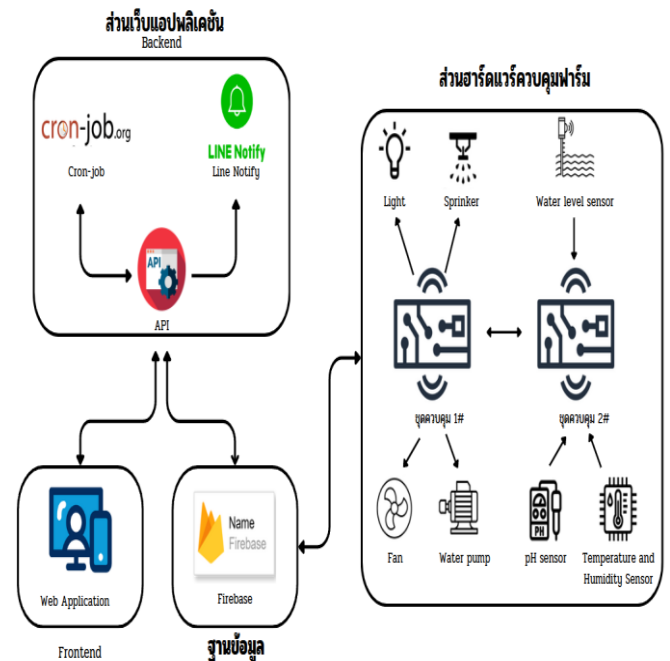 ส่วนเว็บแอปพลิเคชัน
Backend
cron-job.org
Cron-job
LINE Notify
Line Notify
API
API
Web Application
Frontend
Name
Firebase
Firebase
ฐานข้อมูล
ส่วนฮาร์ดแวร์ควบคุมฟาร์ม
Light
Sprinker
Water level sensor
ชุดควบคุม 1#
ชุดควบคุม 2#
Fan
Water pump
PH
pH sensor
Temperature and
Humidity Sensor